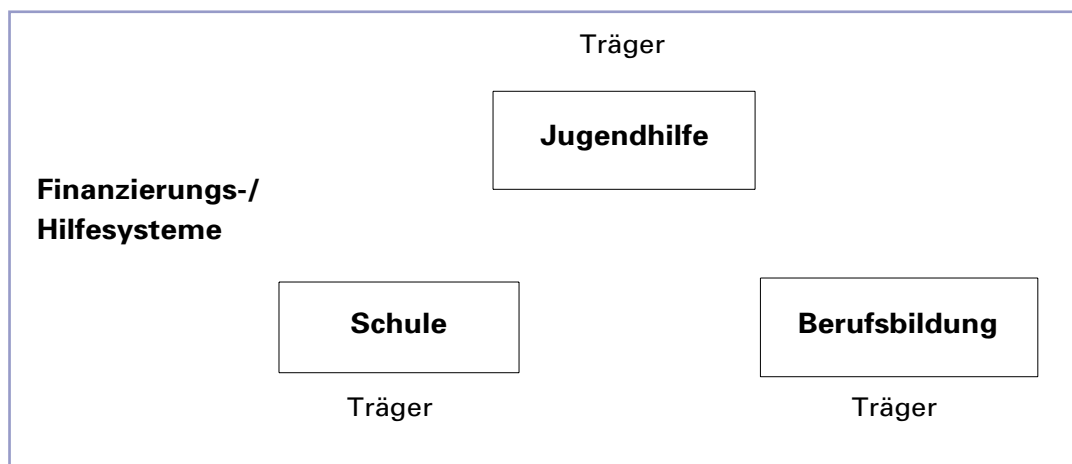 Träger
Jugendhilfe
Finanzierungs-/
Hilfesysteme
Schule
Berufsbildung
Träger
Träger